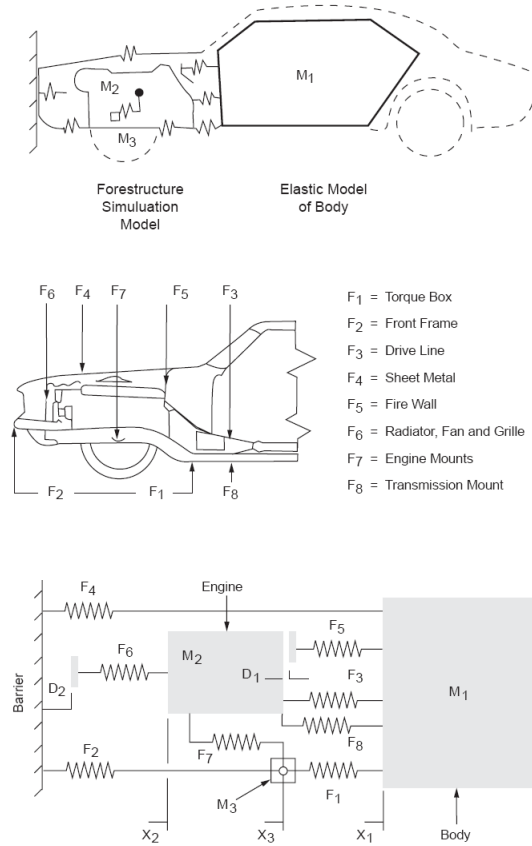 M1
M2
M3
Forestructure
Simuluation
Model
Elastic Model
of Body
F6 F4 F7 F5 F3
F2 F1 F8
F1 = Torque Box
F2 = Front Frame
F3 = Drive Line
F4 = Sheet Metal
F5 = Fire Wall
F6 = Radiator, Fan and Grille
F7 = Engine Mounts
F8 = Transmission Mount
Engine
F4
F5
F6
M2
D1
D2
F3
M1
Barrier
F8
F2
F7
F1
M3
X2 X3 X1
Body